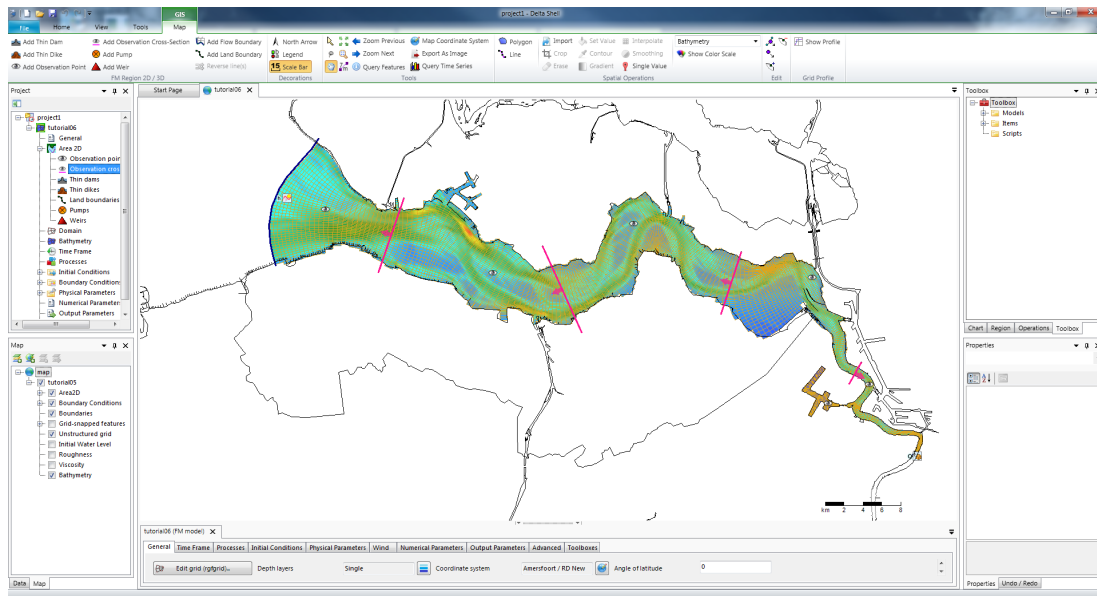 project1 - Delta Shell
GIS
File Home View Tools Map
Add Thin Dam Add Observation Cross-Section Add Flow Boundary North Arrow Zoom Previous Map Coordinate System Polygon Import Set Value Interpolate Bathymetry Show Profile
Add Thin Dike Add Pump Add Land Boundary Legend Zoom Next Export As Image Line Crop Contour Smoothing Show Color Scale
Add Observation Point Add Weir Reverse line(s) 15 Scale Bar Query Features Query Time Series Erase Gradient Single Value
FM Region 2D / 3D Decorations Tools Spatial Operations Edit Grid Profile
Project
Start Page tutorial06
Toolbox
project1
tutorial06
General
Area 2D
Observation poin
Observation cros
Thin dams
Thin dikes
Land boundaries
Pumps
Weirs
Domain
Bathymetry
Time Frame
Processes
Initial Conditions
Boundary Condition
Physical Parameters
Numerical Parameter
Output Parameters
Toolbox
Models
Items
Scripts
Chart Region Operations Toolbox
Map
map
tutorial05
Area2D
Boundary Conditions
Boundaries
Grid-snapped features
Unstructured grid
Initial Water Level
Roughness
Viscosity
Bathymetry
Properties
km 2 4 6 8
tutorial06 (FM model)
General Time Frame Processes Initial Conditions Physical Parameters Wind Numerical Parameters Output Parameters Advanced Toolboxes
Edit grid (rgfgrid)... Depth layers Single Coordinate system Amersfoort / RD New Angle of latitude 0
Data Map
Properties Undo / Redo